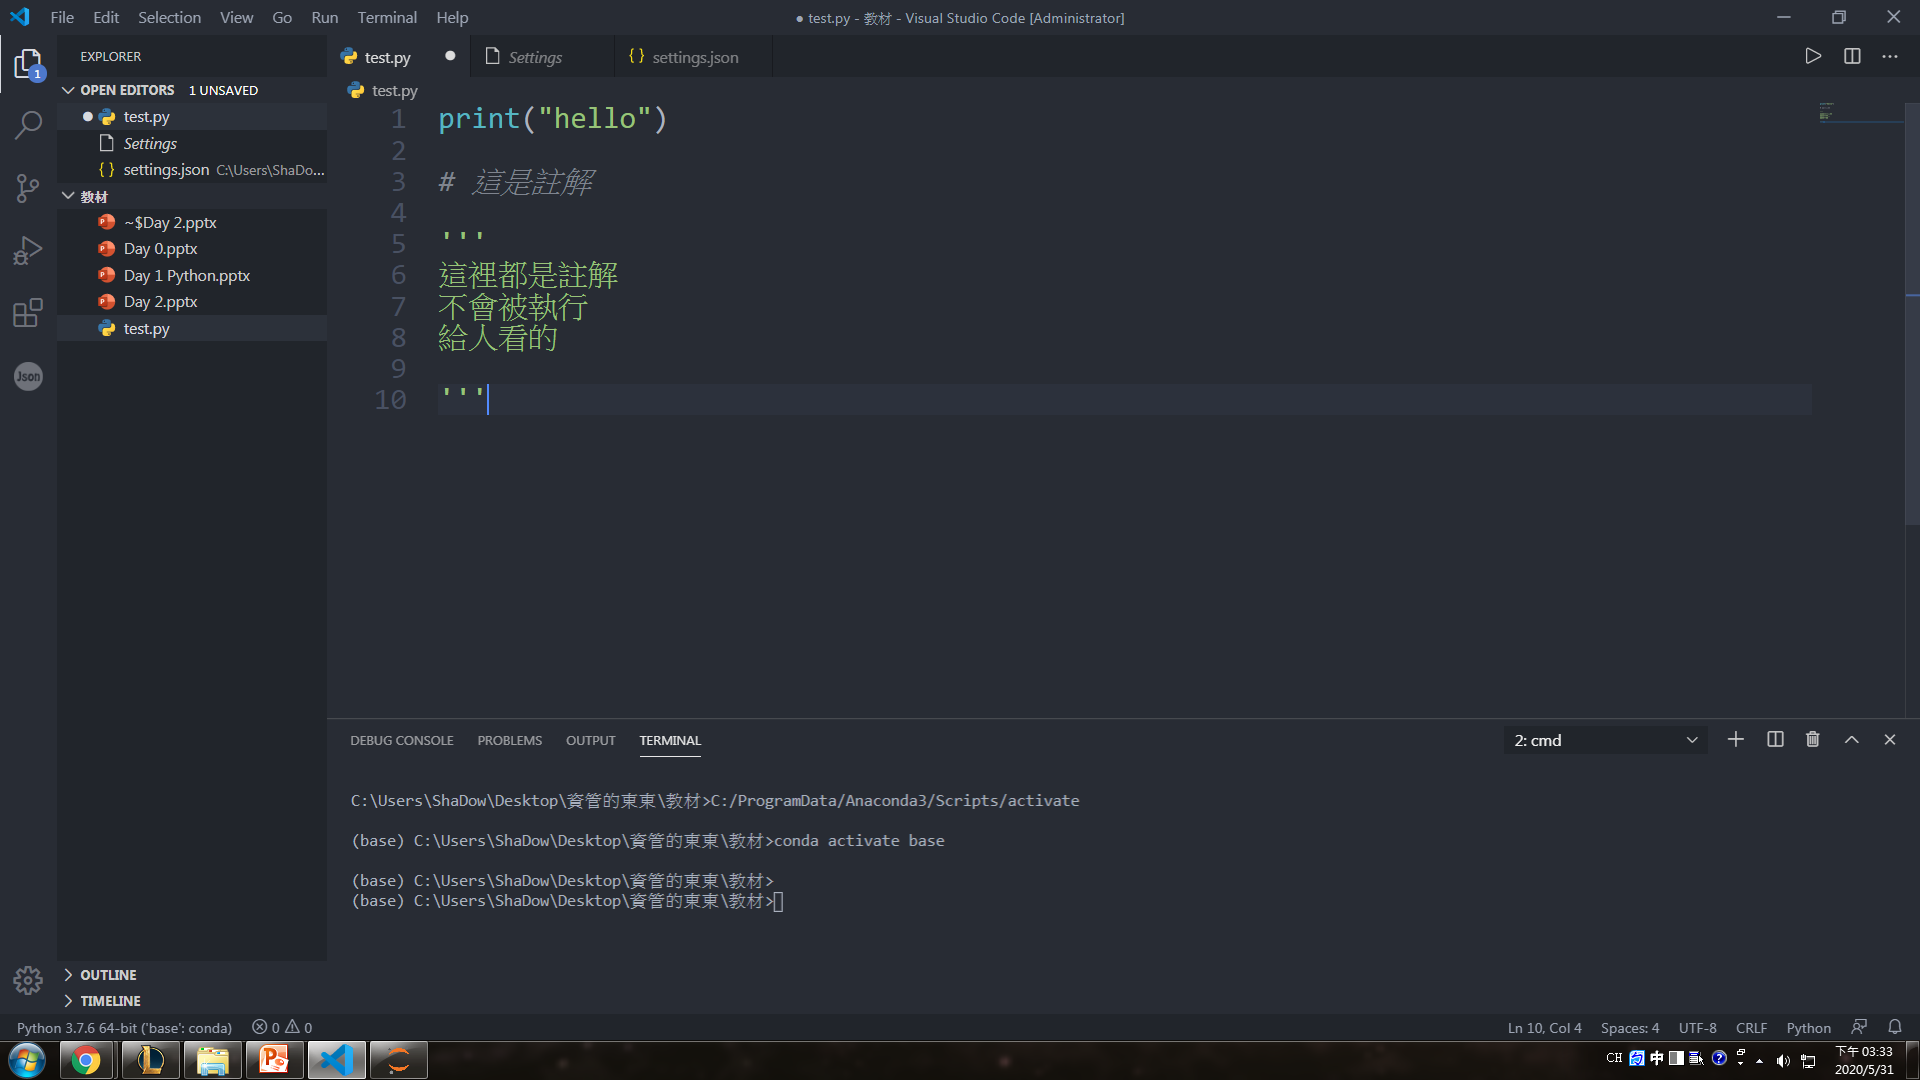 File Edit Selection View Go Run Terminal Help
● test.py - 教材 - Visual Studio Code [Administrator]
EXPLORER
OPEN EDITORS 1 UNSAVED
test.py
Settings
settings.json C:\Users\ShaDo...
教材
~$Day 2.pptx
Day 0.pptx
Day 1 Python.pptx
Day 2.pptx
test.py
OUTLINE
TIMELINE
1
Json
test.py Settings settings.json
test.py
1 print("hello")
2
3 # 這是註解
4
5 '''
6 這裡都是註解
7 不會被執行
8 給人看的
9
10 '''
DEBUG CONSOLE PROBLEMS OUTPUT TERMINAL
2: cmd
C:\Users\ShaDow\Desktop\資管的東東\教材>C:/ProgramData/Anaconda3/Scripts/activate
(base) C:\Users\ShaDow\Desktop\資管的東東\教材>conda activate base
(base) C:\Users\ShaDow\Desktop\資管的東東\教材>
(base) C:\Users\ShaDow\Desktop\資管的東東\教材>
Python 3.7.6 64-bit ('base': conda) 0 0
Ln 10, Col 4 Spaces: 4 UTF-8 CRLF Python
CH 中
下午 03:33
2020/5/31